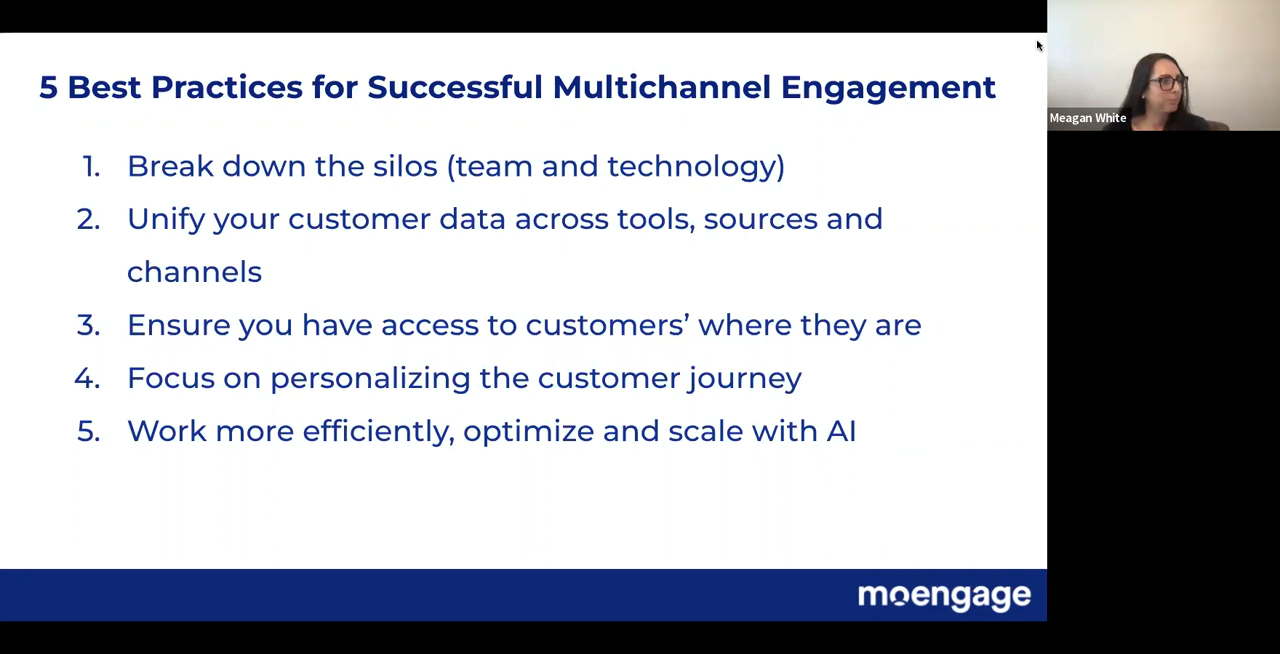 5 Best Practices for Successful Multichannel Engagement
1. Break down the silos (team and technology)
2. Unify your customer data across tools, sources and
channels
3. Ensure you have access to customers’ where they are
4. Focus on personalizing the customer journey
5. Work more efficiently, optimize and scale with AI
moengage
Meagan White